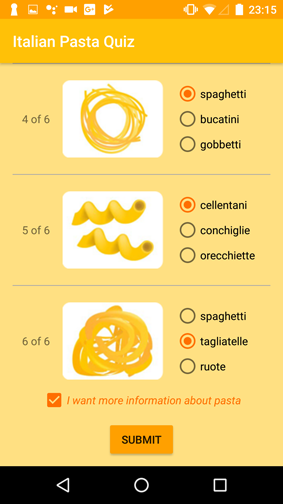 23:15
Italian Pasta Quiz
4 of 6
spaghetti
bucatini
gobbetti
5 of 6
cellentani
conchiglie
orecchiette
6 of 6
spaghetti
tagliatelle
ruote
I want more information about pasta
SUBMIT